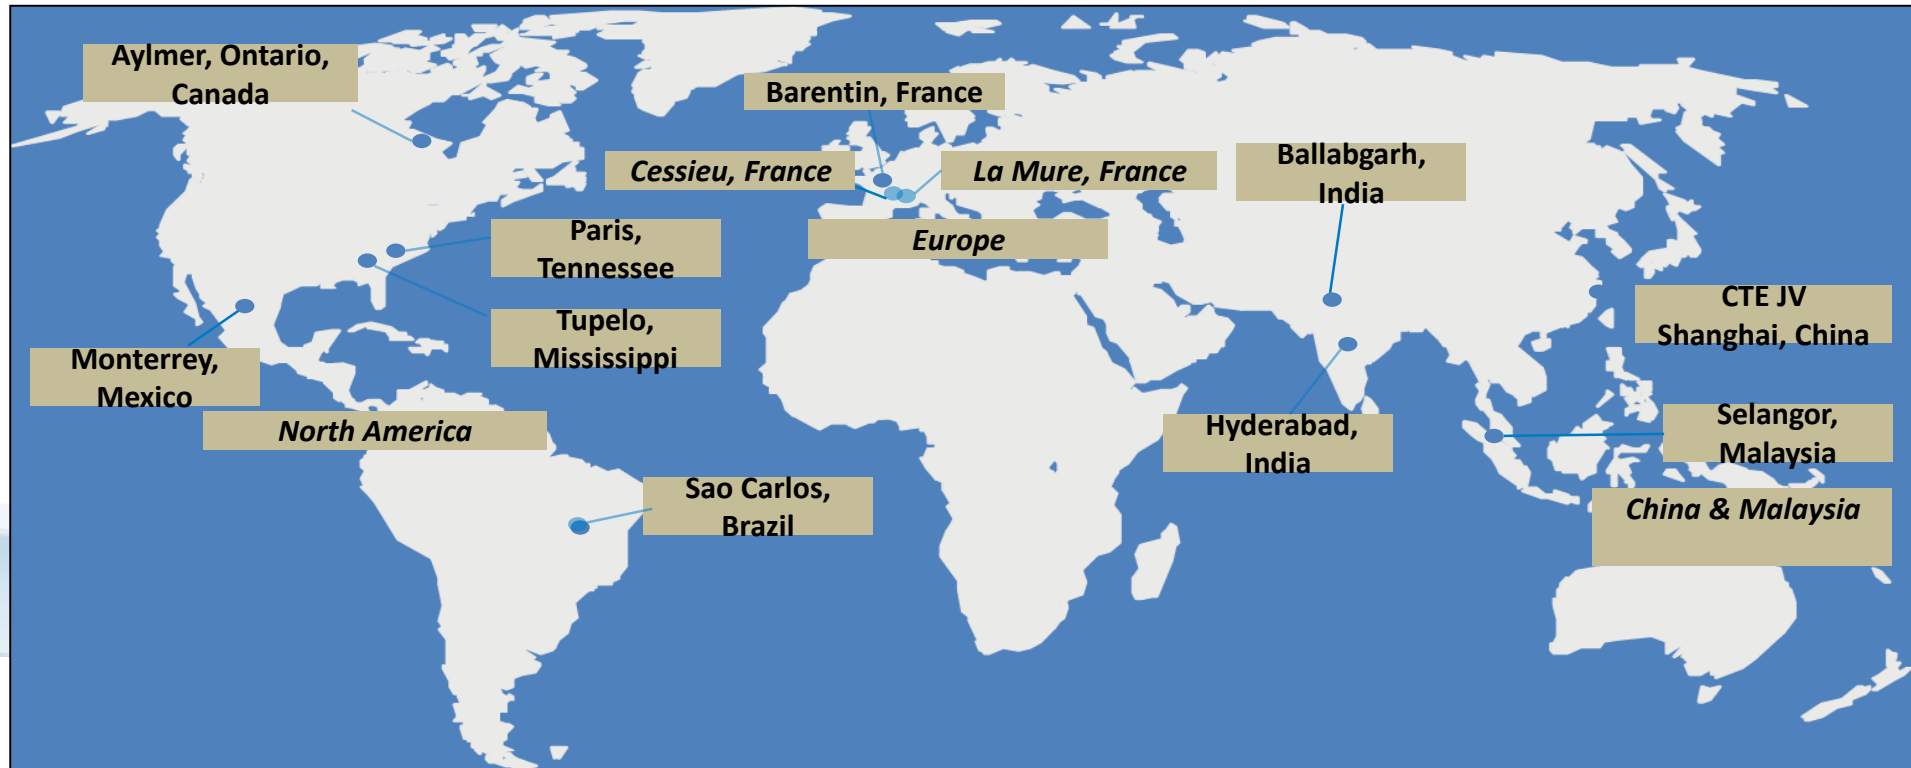 Aylmer, Ontario,
Canada
Barentin, France
Cessieu, France
La Mure, France
Ballabgarh,
India
Paris,
Tennessee
Europe
Tupelo,
Mississippi
CTE JV
Shanghai, China
Monterrey,
Mexico
North America
Hyderabad,
India
Selangor,
Malaysia
Sao Carlos,
Brazil
China & Malaysia